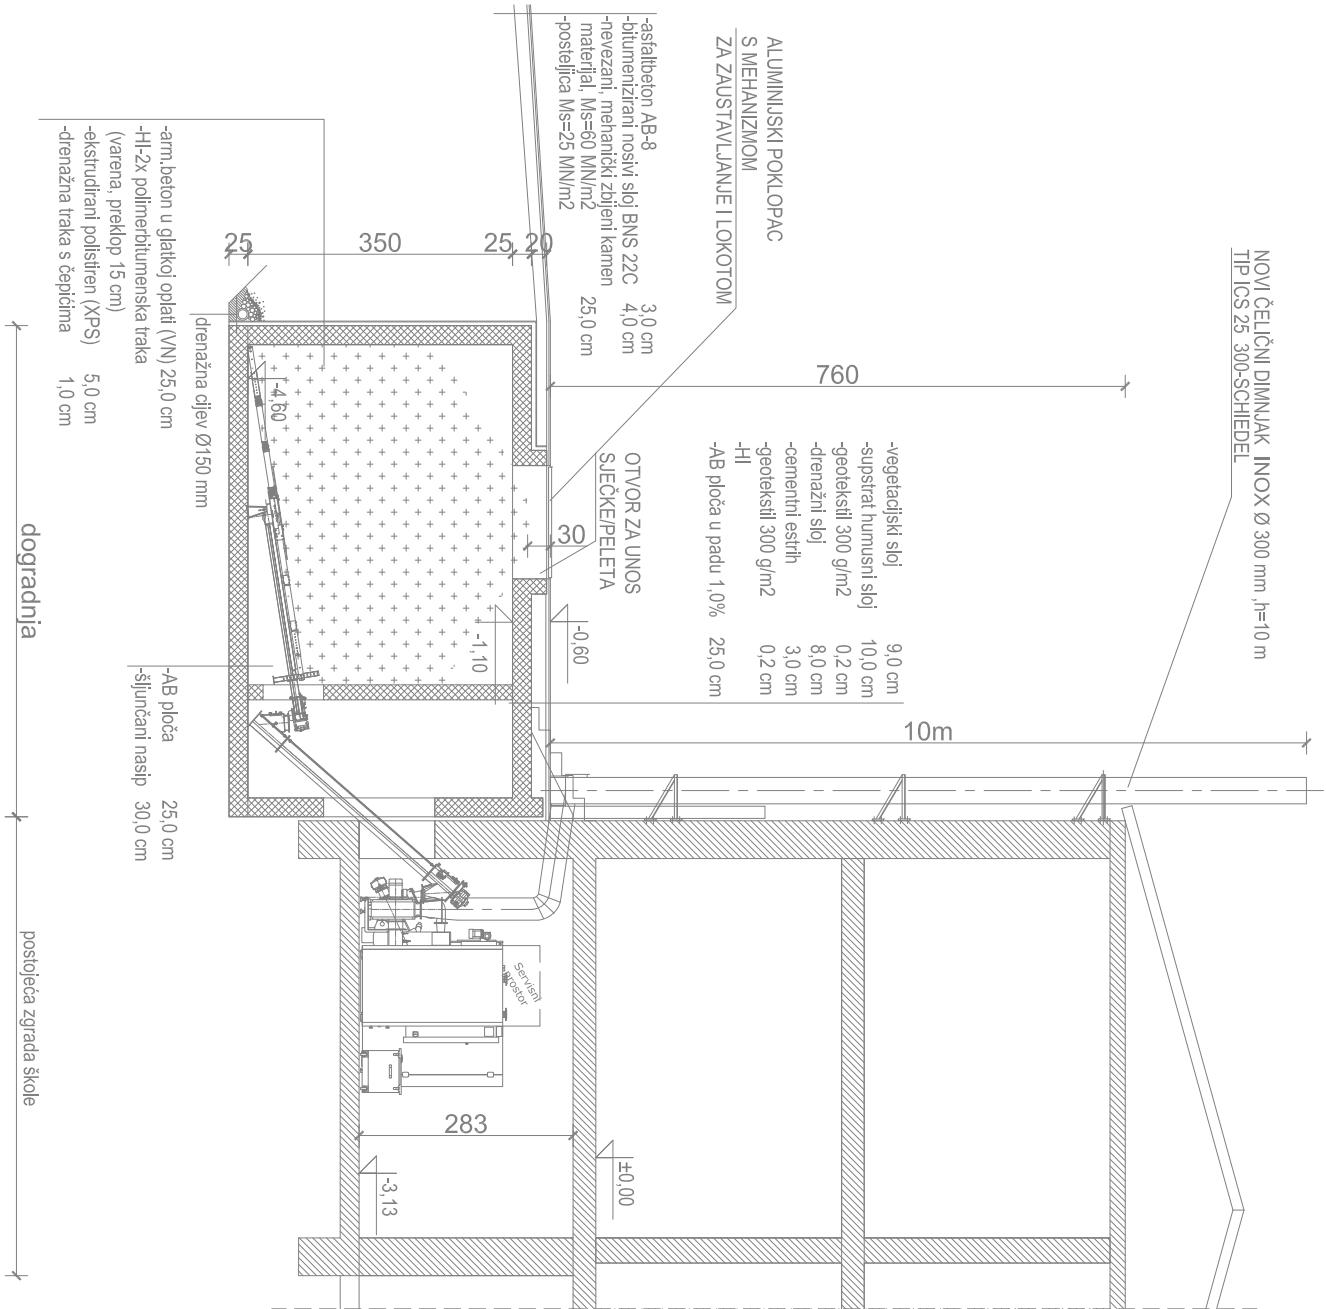 NOVI ČELIČNI DIMNJAK INOX Ø 300 mm ,h=10 m
TIP ICS 25 300-SCHIEDEL
ALUMINIJSKI POKLOPAC
S MEHANIZMOM
ZA ZAUSTAVLJANJE I LOKOTOM
-asfaltbeton AB-8 3,0 cm
-bitumenizirani nosivi sloj BNS 22C 4,0 cm
-nevezani, mehanički zbijeni kamen
materijal, Ms=60 MN/m2 25,0 cm
-posteljica Ms=25 MN/m2
760
10m
-vegetacijski sloj 9,0 cm
-supstrat humusni sloj 10,0 cm
-geotekstil 300 g/m2 0,2 cm
-drenažni sloj 8,0 cm
-cementni estrih 3,0 cm
-geotekstil 300 g/m2 0,2 cm
-HI
-AB ploča u padu 1,0% 25,0 cm
OTVOR ZA UNOS
SJEČKE/PELETA
30
-0,60
-1,10
20
25
350
25
-4,60
-arm.beton u glatkoj oplati (VN) 25,0 cm
-HI-2x polimerbitumenska traka
(varena, preklop 15 cm)
-ekstrudirani polistiren (XPS) 5,0 cm
-drenažna traka s čepićima 1,0 cm
drenažna cijev Ø150 mm
-AB ploča 25,0 cm
-šljunčani nasip 30,0 cm
Servisni
prostor
283
±0,00
-3,13
dogradnja
postojeća zgrada škole